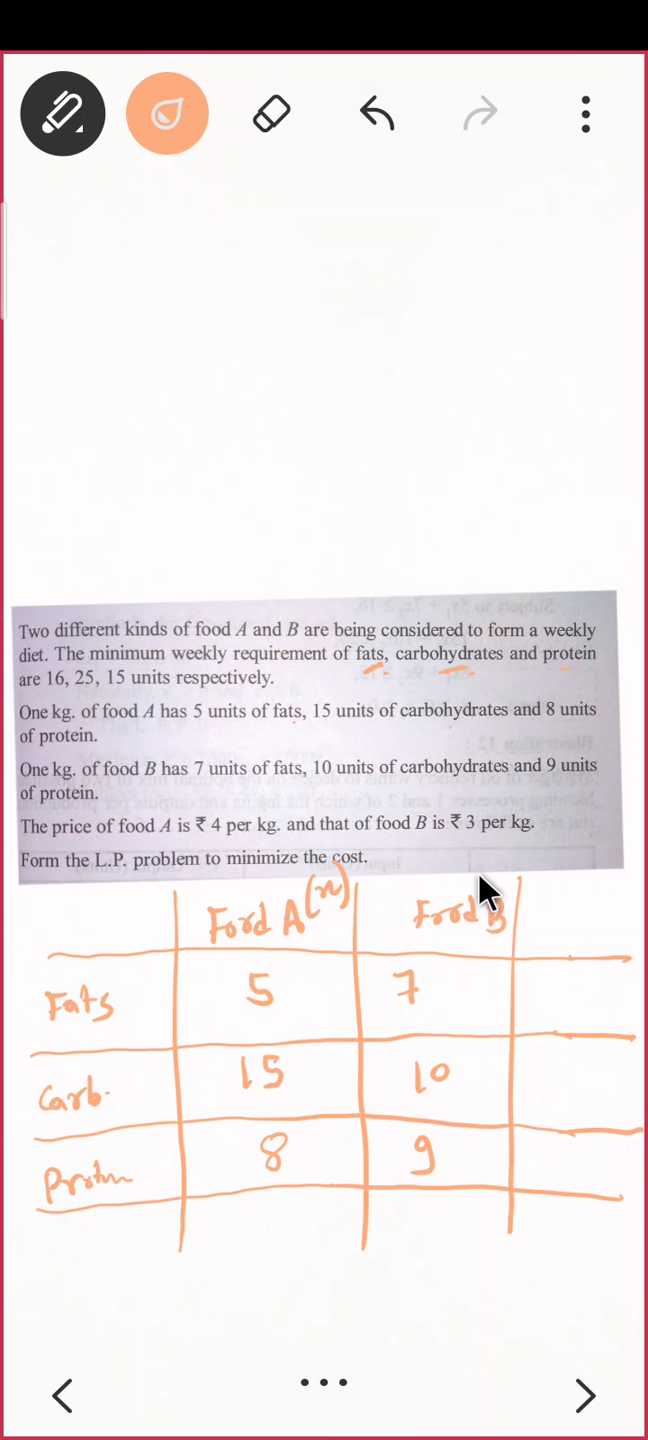 Two different kinds of food A and B are being considered to form a weekly
diet. The minimum weekly requirement of fats, carbohydrates and protein
are 16, 25, 15 units respectively.
One kg. of food A has 5 units of fats, 15 units of carbohydrates and 8 units
of protein.
One kg. of food B has 7 units of fats, 10 units of carbohydrates and 9 units
of protein.
The price of food A is ₹ 4 per kg. and that of food B is ₹ 3 per kg.
Form the L.P. problem to minimize the cost.
Food A (x) Food B
Fats 5 7
Carb. 15 10
8 9